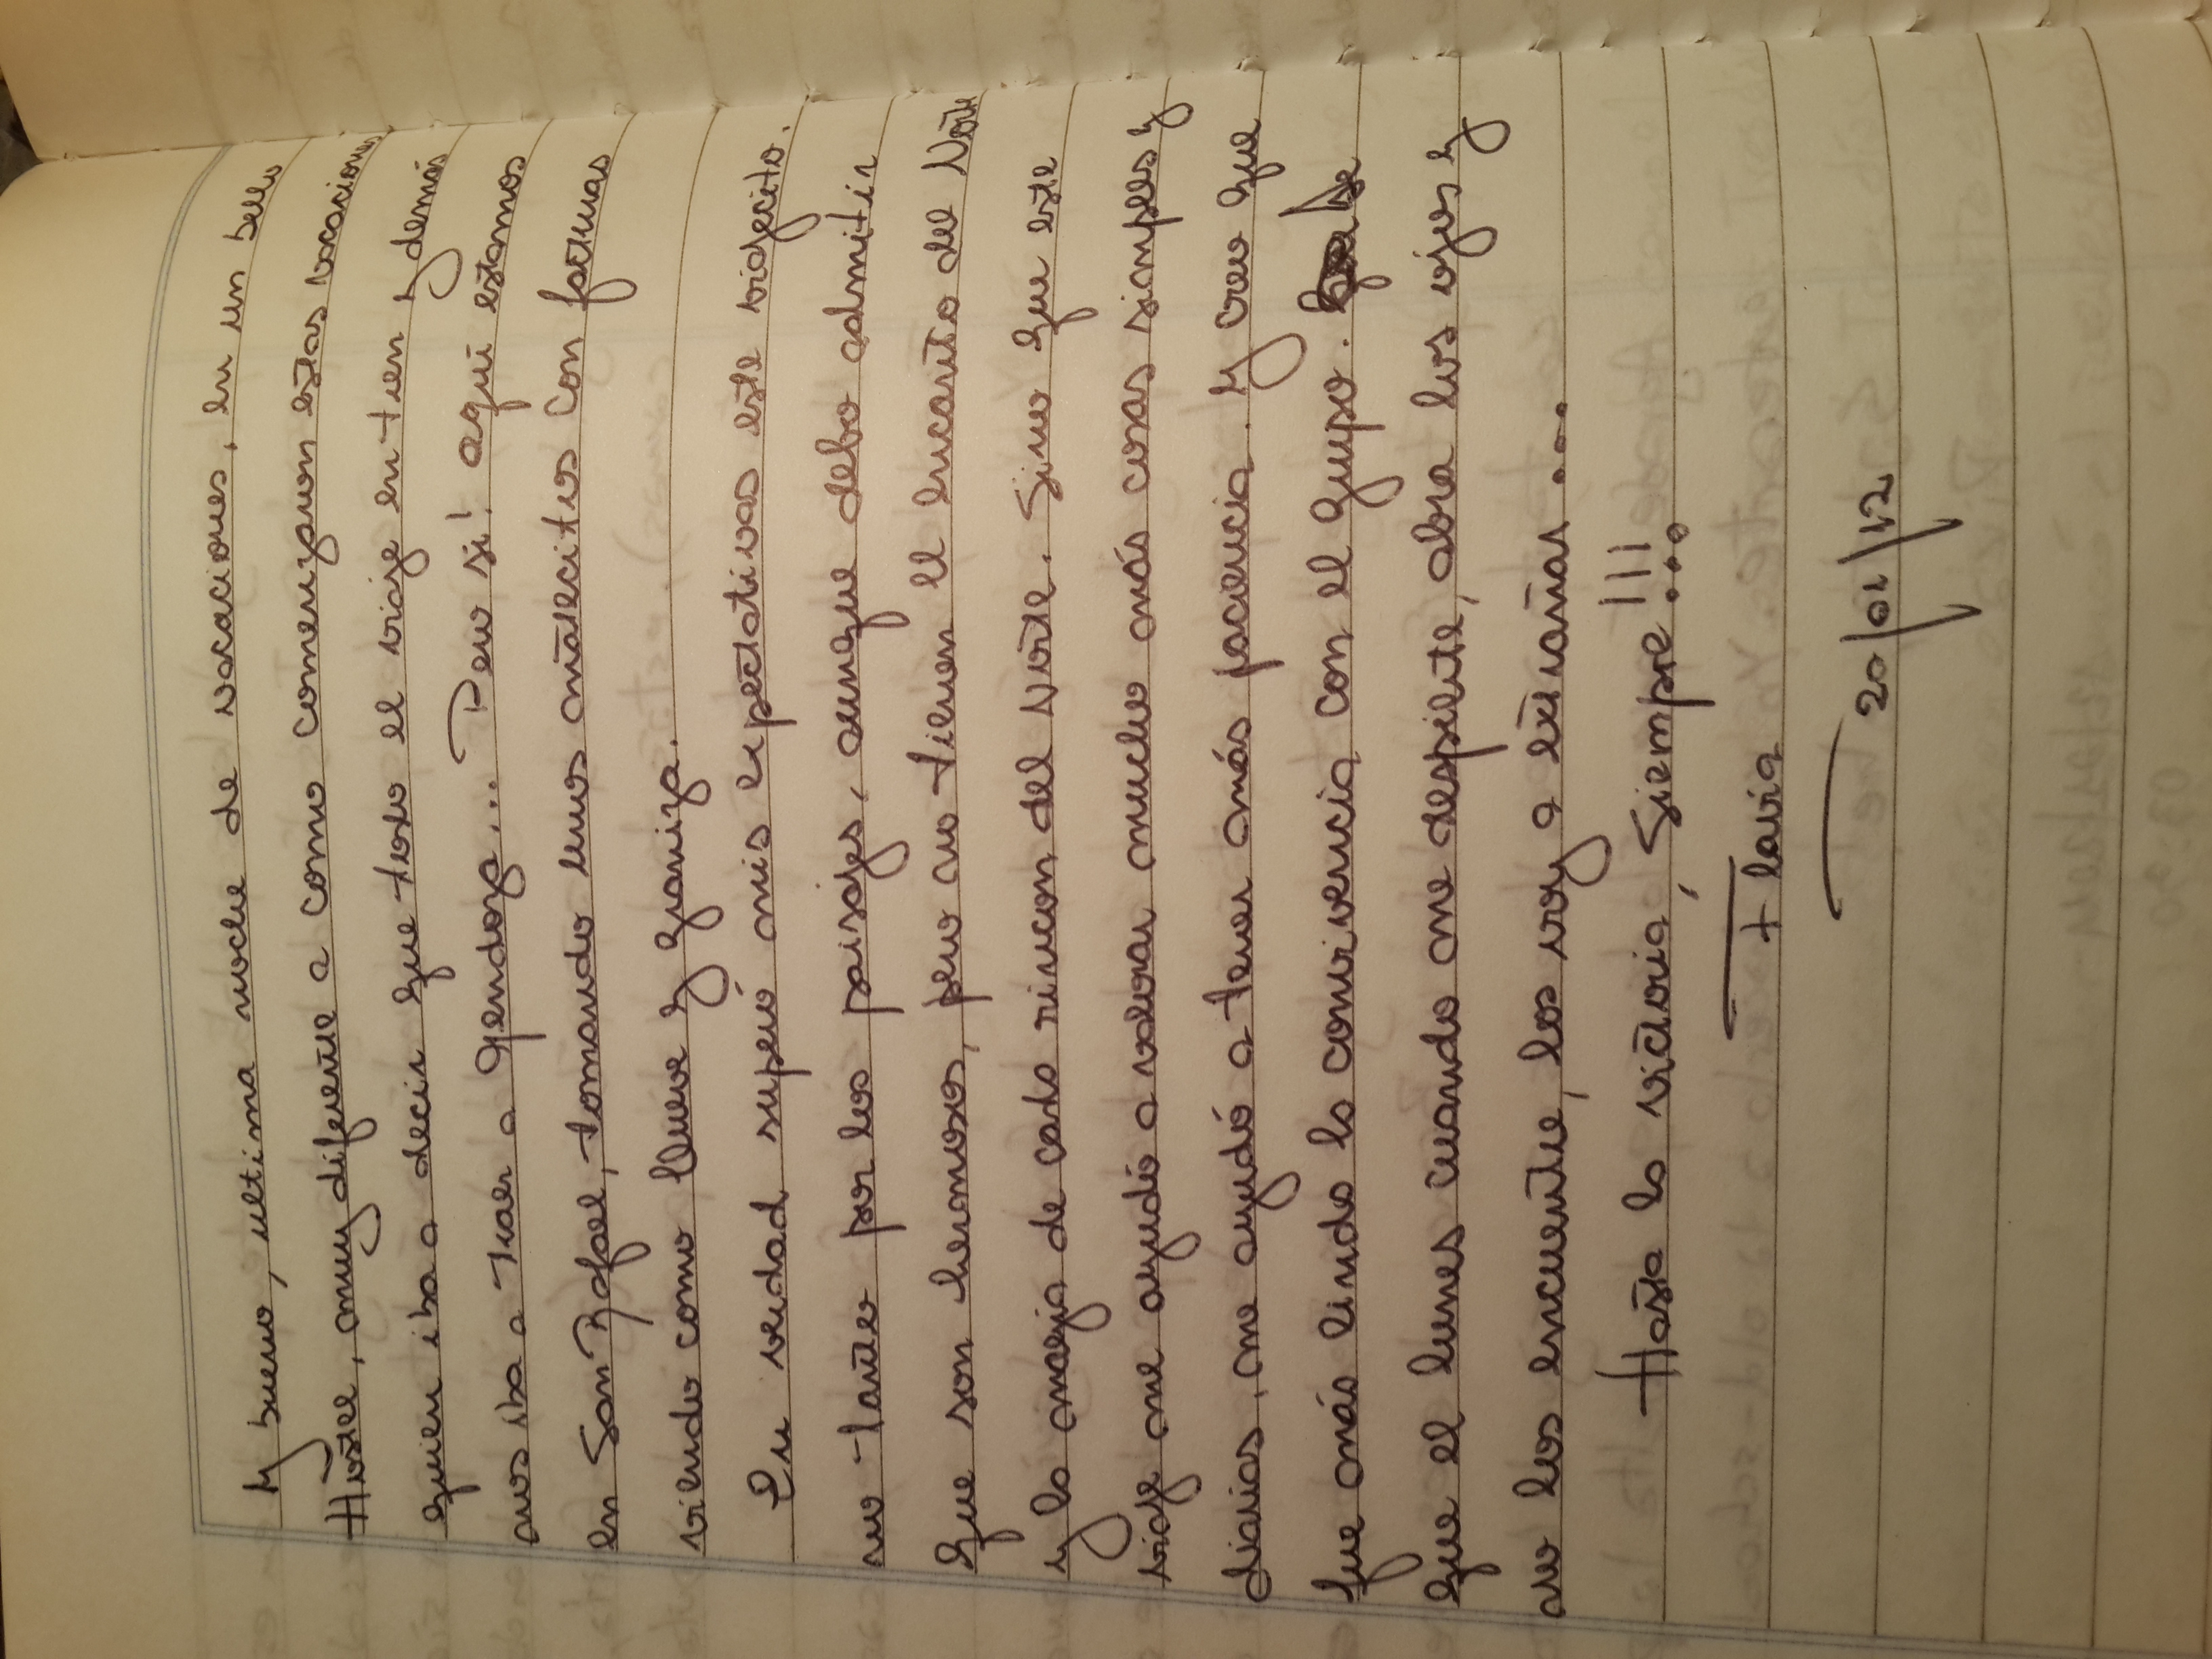 Y bueno, ultima noche de vacaciones, en un bello
Hostel, muy diferente a como comenzaron estas vacaciones
quien iba a decir que todo el viaje en tren y demás
nos iba a traer a Mendoza... Pero si! aquí estamos
en San Rafael, tomando unos matecitos con facturas
viendo como llueve y graniza.
En verdad superó mis expectativas este viajecito.
no tanto por los paisajes, aunque debo admitir
que son hermosos, pero no tienen el encanto del Norte
y la magia de cada rincon del Norte. Sino que este
viaje me ayudó a valorar mucho más cosas simples y
diarias, me ayudó a tener más paciencia. Y creo que
fue más linda la convivencia con el grupo. Se
que el lunes cuando me despierte, abra los ojos y
no los encuentre, los voy a extrañar ...
Hasta la victoria, Siempre!!!
Flavia
20/01/12